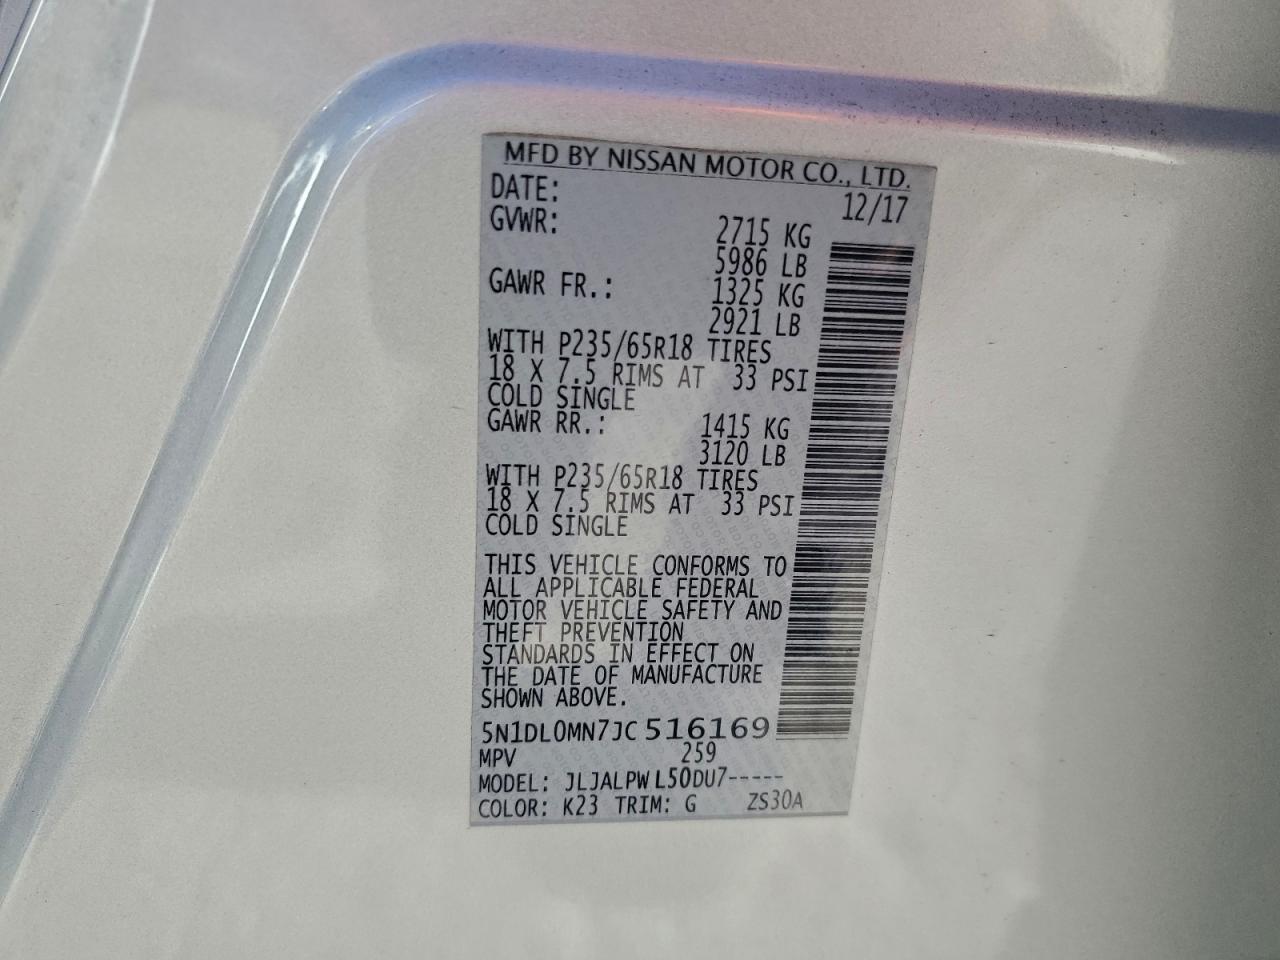 MFD BY NISSAN MOTOR CO., LTD.
DATE: 12/17
GVWR: 2715 KG
5986 LB
GAWR FR.: 1325 KG
2921 LB
WITH P235/65R18 TIRES
18 X 7.5 RIMS AT 33 PSI
COLD SINGLE
GAWR RR.: 1415 KG
3120 LB
WITH P235/65R18 TIRES
18 X 7.5 RIMS AT 33 PSI
COLD SINGLE
THIS VEHICLE CONFORMS TO
ALL APPLICABLE FEDERAL
MOTOR VEHICLE SAFETY AND
THEFT PREVENTION
STANDARDS IN EFFECT ON
THE DATE OF MANUFACTURE
SHOWN ABOVE.
5N1DL0MN7JC516169
MPV 259
MODEL: JLJALPWL50DU7-----
COLOR: K23 TRIM: G ZS30A